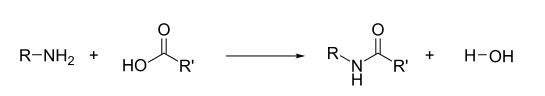 R–NH₂ + HO O R' R N H O R' + H–OH